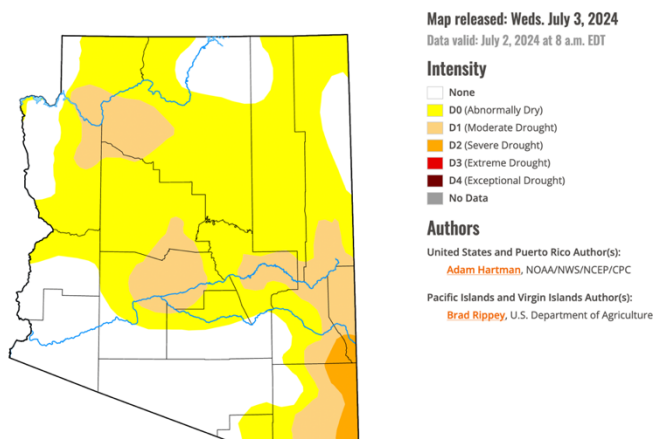 Map released: Weds. July 3, 2024
Data valid: July 2, 2024 at 8 a.m. EDT
Intensity
None
D0 (Abnormally Dry)
D1 (Moderate Drought)
D2 (Severe Drought)
D3 (Extreme Drought)
D4 (Exceptional Drought)
No Data
Authors
United States and Puerto Rico Author(s):
Adam Hartman, NOAA/NWS/NCEP/CPC
Pacific Islands and Virgin Islands Author(s):
Brad Rippey, U.S. Department of Agriculture